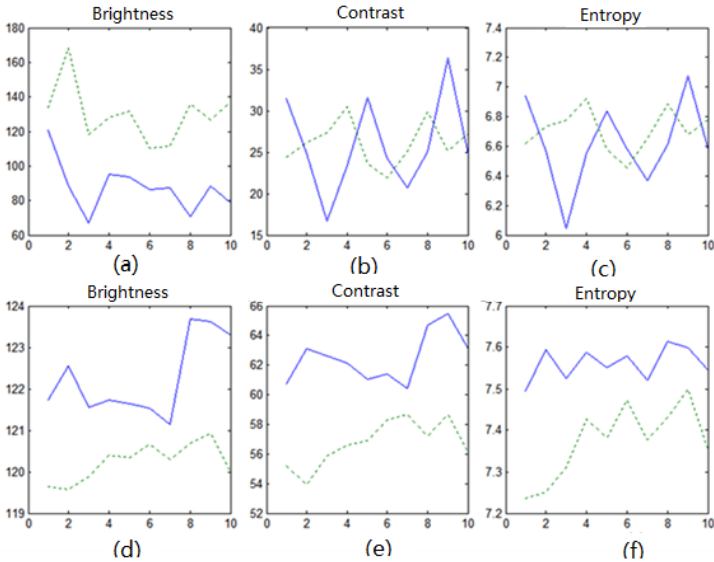 Brightness
180
160
140
120
100
80
60
0 2 4 6 8 10
(a)
Contrast
40
35
30
25
20
15
0 2 4 6 8 10
(b)
Entropy
7.4
7.2
7
6.8
6.6
6.4
6.2
6
0 2 4 6 8 10
(c)
Brightness
124
123
122
121
120
119
0 2 4 6 8 10
(d)
Contrast
66
64
62
60
58
56
54
52
0 2 4 6 8 10
(e)
Entropy
7.7
7.6
7.5
7.4
7.3
7.2
0 2 4 6 8 10
(f)